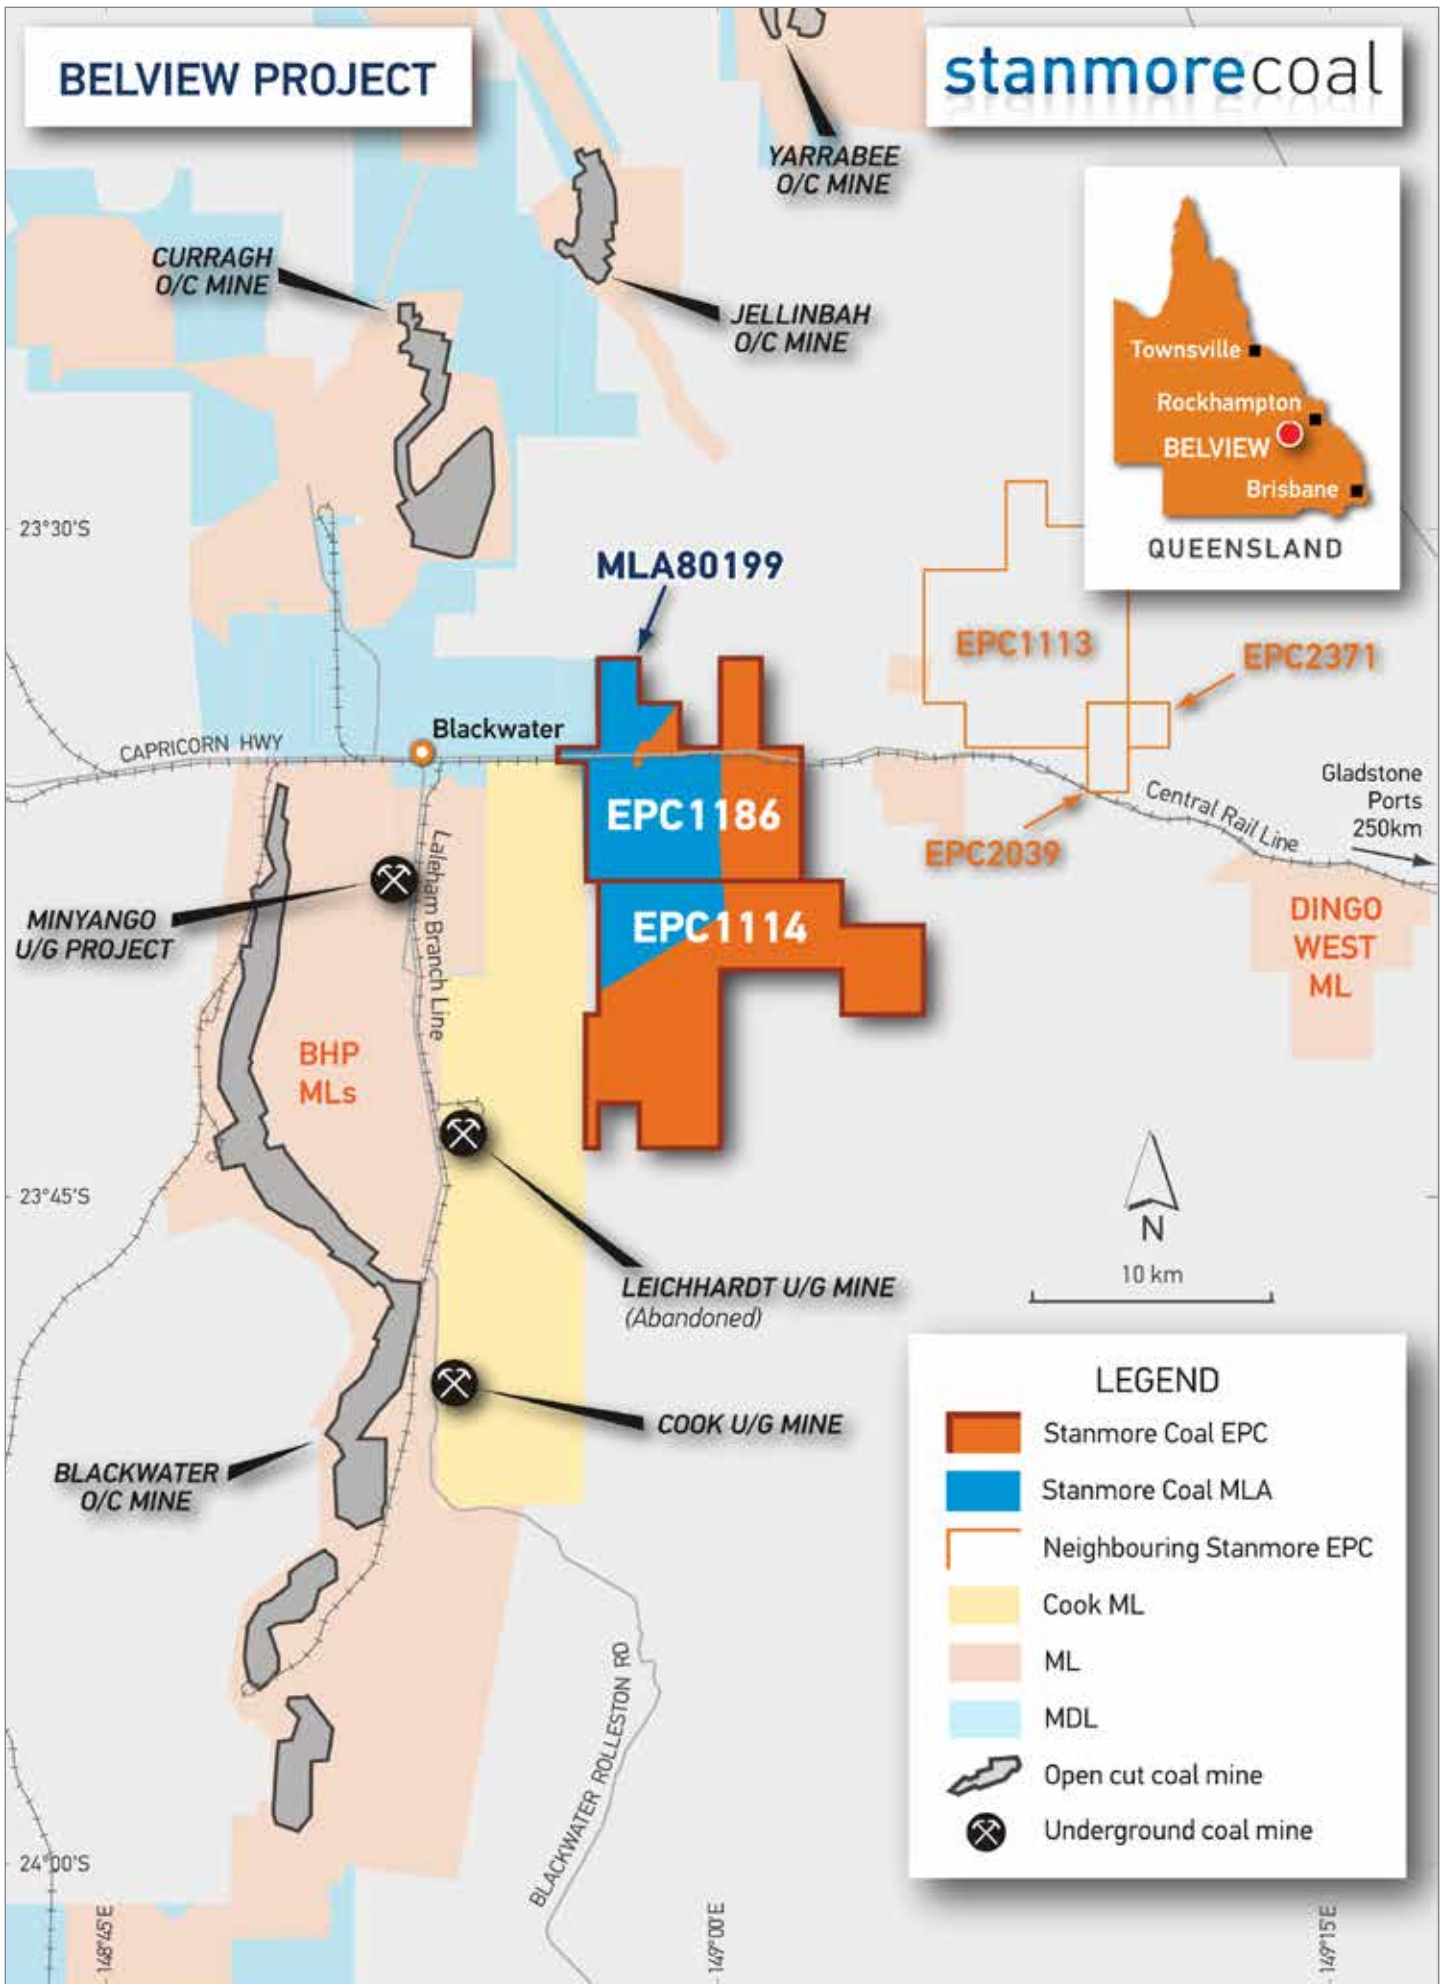 BELVIEW PROJECT
stanmorecoal
YARRABEE
O/C MINE
CURRAGH
O/C MINE
JELLINBAH
O/C MINE
Townsville
Rockhampton
BELVIEW
Brisbane
QUEENSLAND
23°30'S
MLA80199
EPC1113
EPC2371
Blackwater
CAPRICORN HWY
EPC1186
Gladstone
Ports
250km
Central Rail Line
EPC2039
Laleham Branch Line
MINYANGO
U/G PROJECT
EPC1114
DINGO
WEST
ML
BHP
MLs
23°45'S
N
10 km
LEICHHARDT U/G MINE
(Abandoned)
COOK U/G MINE
BLACKWATER
O/C MINE
LEGEND
Stanmore Coal EPC
Stanmore Coal MLA
Neighbouring Stanmore EPC
Cook ML
ML
MDL
Open cut coal mine
Underground coal mine
BLACKWATER ROLLESTON RD
24°00'S
148°45'E
149°00'E
149°15'E